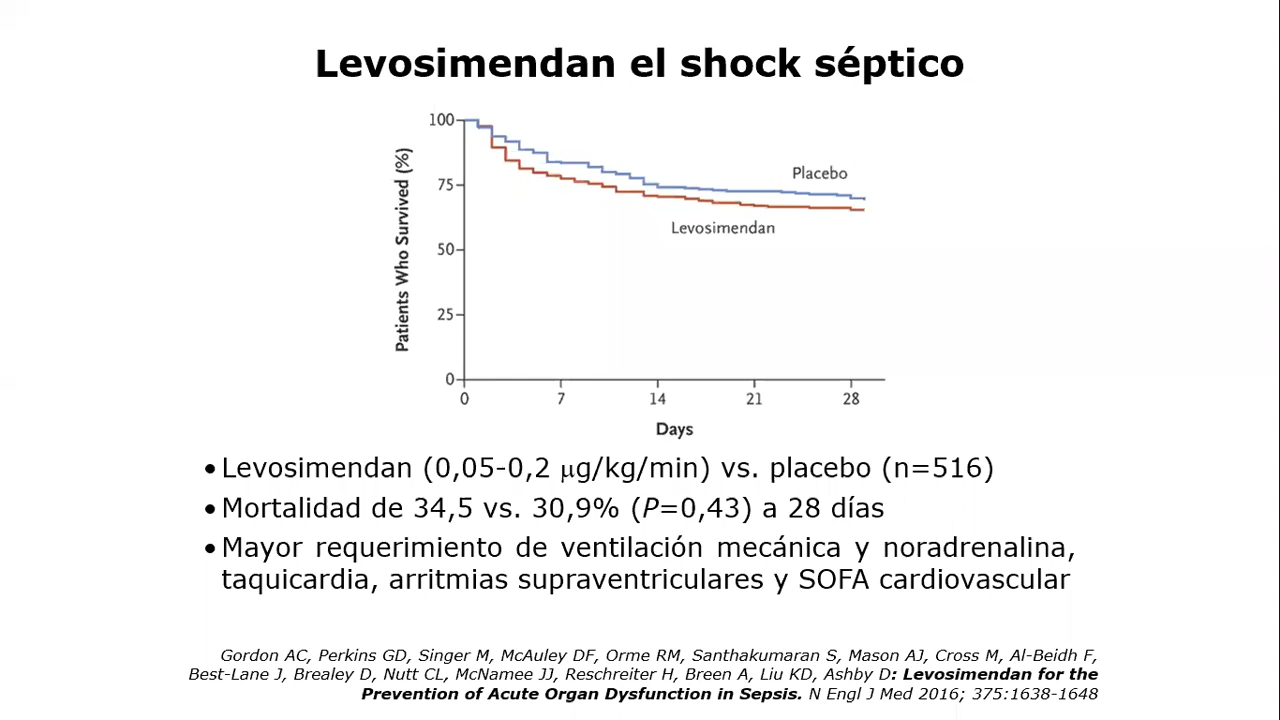 Levosimendan el shock séptico
100
75
50
25
0
Patients Who Survived (%)
Placebo
Levosimendan
0 7 14 21 28
Days
• Levosimendan (0,05-0,2 µg/kg/min) vs. placebo (n=516)
• Mortalidad de 34,5 vs. 30,9% (P=0,43) a 28 días
• Mayor requerimiento de ventilación mecánica y noradrenalina,
taquicardia, arritmias supraventriculares y SOFA cardiovascular
Gordon AC, Perkins GD, Singer M, McAuley DF, Orme RM, Santhakumaran S, Mason AJ, Cross M, Al-Beidh F,
Best-Lane J, Brealey D, Nutt CL, McNamee JJ, Reschreiter H, Breen A, Liu KD, Ashby D: Levosimendan for the
Prevention of Acute Organ Dysfunction in Sepsis. N Engl J Med 2016; 375:1638-1648